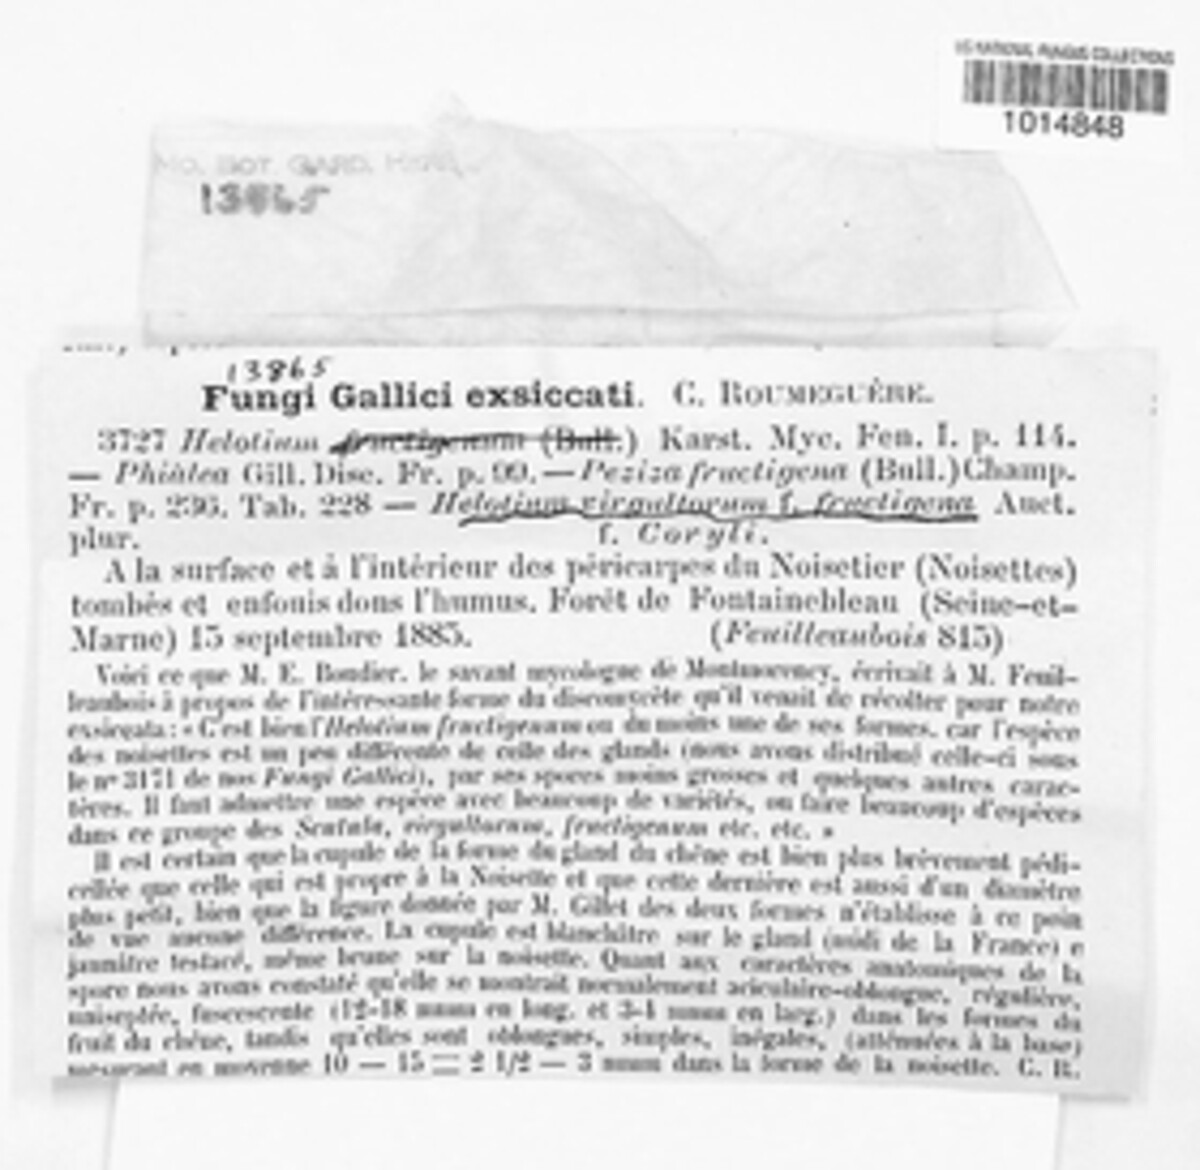 US NATIONAL FUNGUS COLLECTIONS
1014848
MO. BOT. GARD. HERB.
13865
13865
Fungi Gallici exsiccati. C. ROUMEGUÈRE.
3727 Helotium fructigenum (Bull.) Karst. Myc. Fen. I. p. 114.
— Phialea Gill. Disc. Fr. p. 99. — Peziza fructigena (Bull.) Champ.
Fr. p. 236. Tab. 228 — Helotium virgultorum f. fructigena Auct.
plur. f. Coryli.
A la surface et à l'intérieur des péricarpes du Noisetier (Noisettes)
tombés et enfouis dons l'humus. Forêt de Fontainebleau (Seine-et-
Marne) 15 septembre 1885. (Feuilleaubois 815)
Voici ce que M. E. Boudier, le savant mycologue de Montmorency, écrivait à M. Feuil-
leaubois à propos de l'intéressante forme du discomycète qu'il venait de récolter pour notre
exsiccata : « C'est bien l'Helotium fructigenum ou du moins une de ses formes, car l'espèce
des noisettes est un peu différente de celle des glands (nous avons distribué celle-ci sous
le nº 3171 de nos Fungi Gallici), par ses spores moins grosses et quelques autres carac-
tères. Il faut admettre une espèce avec beaucoup de variétés, ou faire beaucoup d'espèces
dans ce groupe des Scutula, virgultorum, fructigenum etc. etc. »
Il est certain que la cupule de la forme du gland du chêne est bien plus brèvement pédi-
cellée que celle qui est propre à la Noisette et que cette dernière est aussi d'un diamètre
plus petit, bien que la figure donnée par M. Gillet des deux formes n'établisse à ce poin
de vue aucune différence. La cupule est blanchâtre sur le gland (midi de la France) e
jaunâtre testacé, même brune sur la noisette. Quant aux caractères anatomiques de la
spore nous avons constaté qu'elle se montrait normalement aciculaire-oblongue, régulière,
uniseptée, fuscescente (12-18 mmm en long. et 3-4 mmm en larg.) dans les formes du
fruit du chêne, tandis qu'elles sont oblongues, simples, inégales, (atténuées à la base)
mesurant en moyenne 10 — 15 = 2 1/2 — 3 mmm dans la forme de la noisette. C. R.